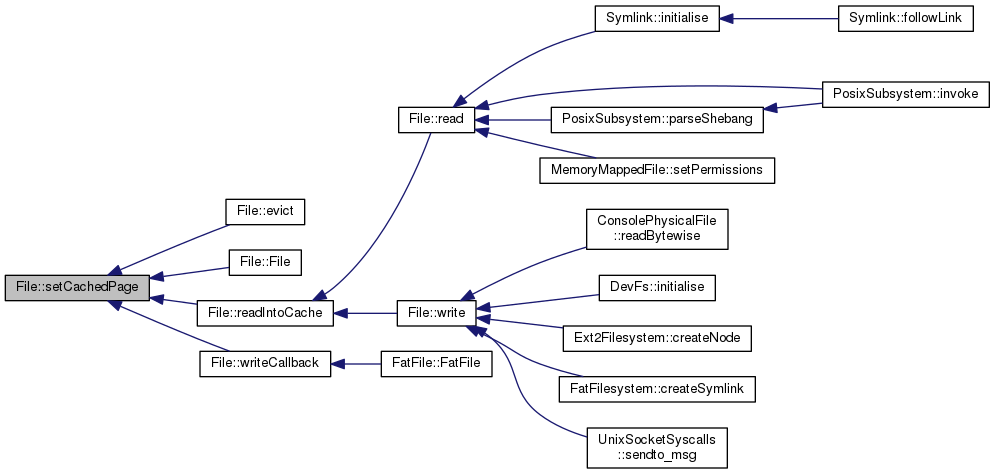 Symlink::initialise
Symlink::followLink
PosixSubsystem::invoke
File::read
PosixSubsystem::parseShebang
MemoryMappedFile::setPermissions
File::evict
ConsolePhysicalFile
::readBytewise
File::File
File::setCachedPage
DevFs::initialise
File::readIntoCache
File::write
Ext2Filesystem::createNode
File::writeCallback
FatFile::FatFile
FatFilesystem::createSymlink
UnixSocketSyscalls
::sendto_msg